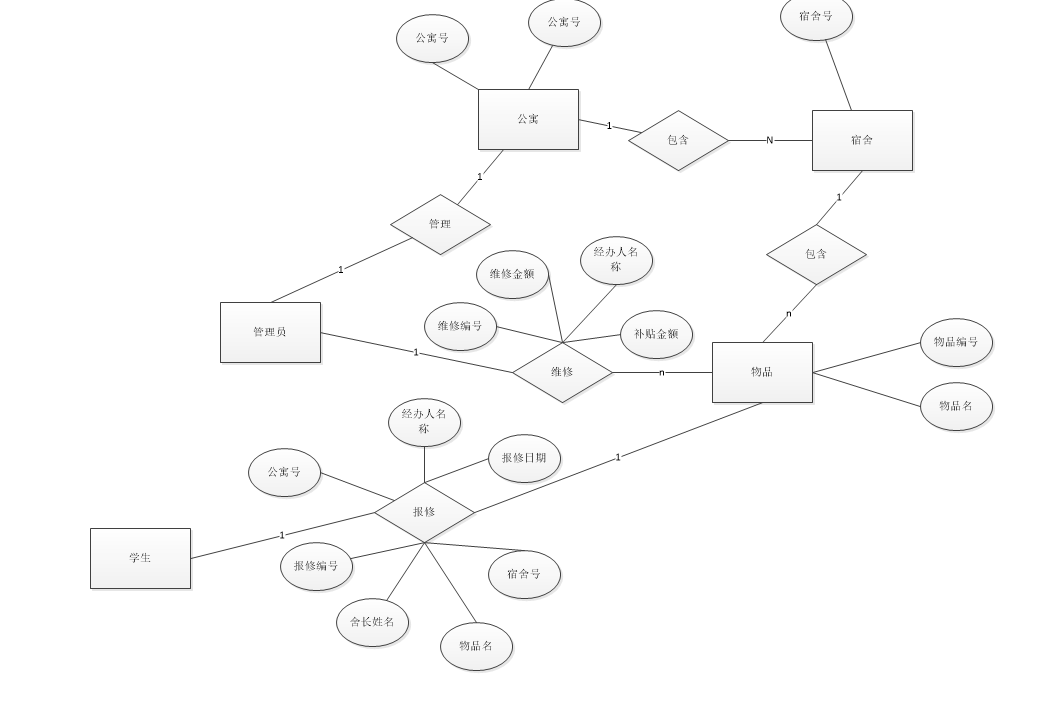 宿舍号
公寓号
公寓号
公寓
1
包含
N
宿舍
1
1
管理
包含
经办人名
称
维修金额
1
n
维修编号
补贴金额
管理员
物品编号
1
维修
n
物品
物品名
经办人名
称
报修日期
1
公寓号
报修
1
学生
报修编号
宿舍号
舍长姓名
物品名